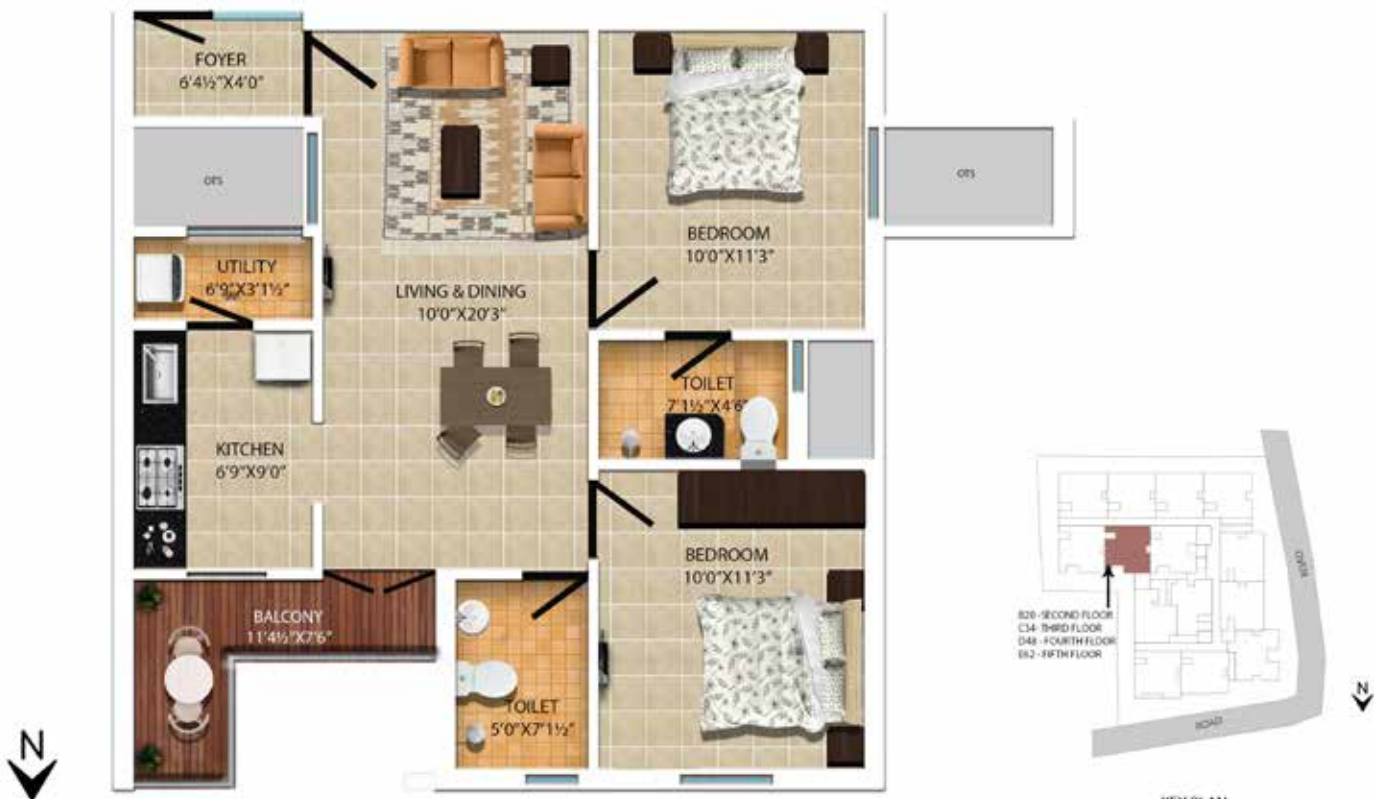 FOYER
6'4½"X4'0"
OTS
OTS
UTILITY
6'9"X3'1½"
BEDROOM
10'0"X11'3"
LIVING & DINING
10'0"X20'3"
TOILET
7'1½"X4'6"
KITCHEN
6'9"X9'0"
BEDROOM
10'0"X11'3"
BALCONY
11'4½"X7'6"
TOILET
5'0"X7'1½"
N
B20 - SECOND FLOOR
C34- THIRD FLOOR
D48 - FOURTH FLOOR
E62 - FIFTH FLOOR
ROAD
N
KEY PLAN